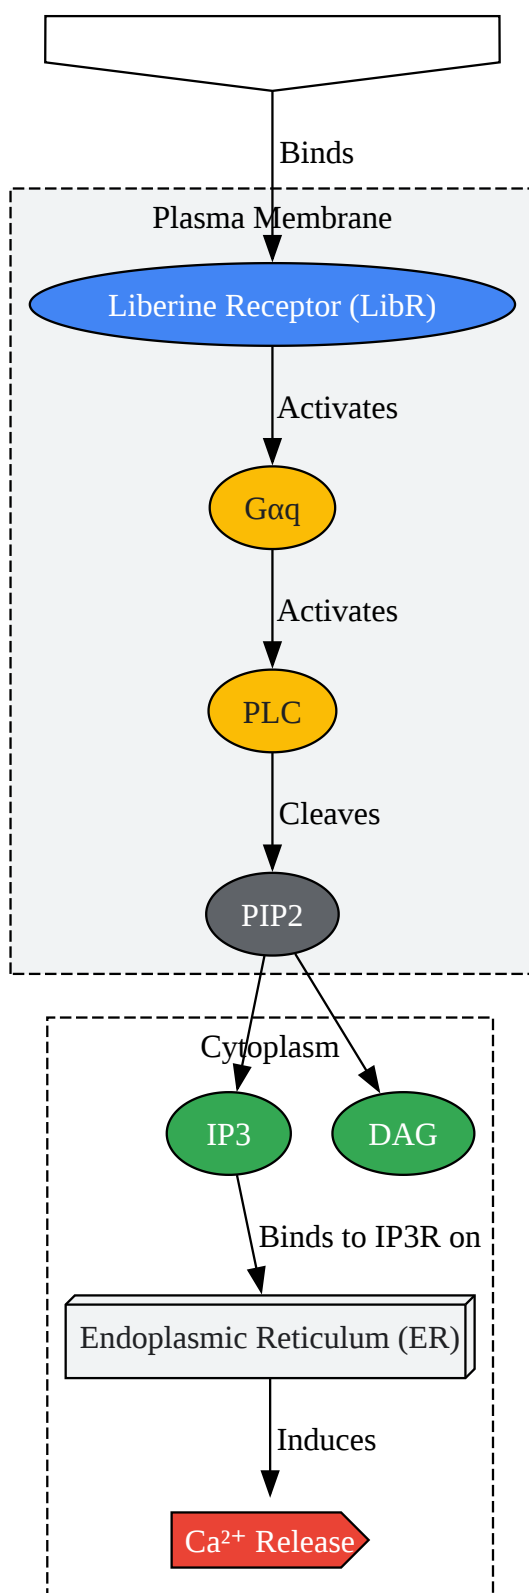 Binds
Plasma Membrane
Liberine Receptor (LibR)
Activates
Gαq
Activates
PLC
Cleaves
PIP2
Cytoplasm
IP3
DAG
Binds to IP3R on
Endoplasmic Reticulum (ER)
Induces
Ca²⁺ Release